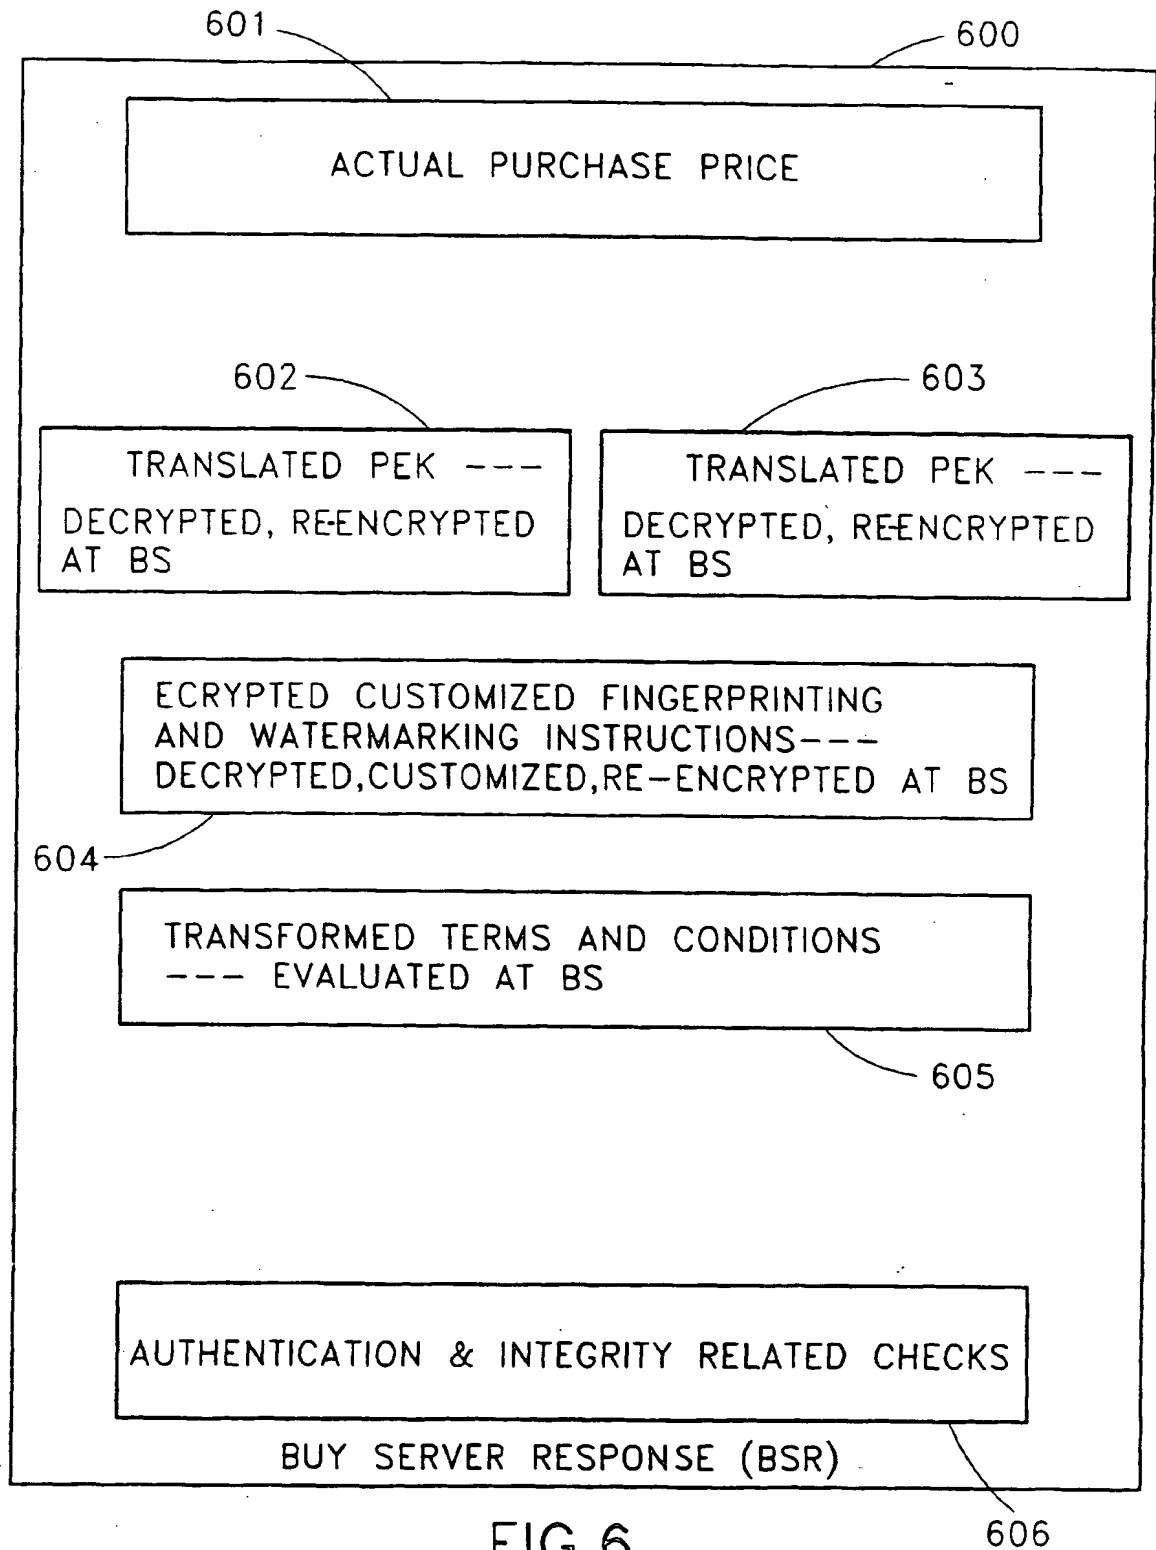 601
600
ACTUAL PURCHASE PRICE
602
603
TRANSLATED PEK ---
DECRYPTED, RE-ENCRYPTED
AT BS
TRANSLATED PEK ---
DECRYPTED, RE-ENCRYPTED
AT BS
ECRYPTED CUSTOMIZED FINGERPRINTING
AND WATERMARKING INSTRUCTIONS---
DECRYPTED,CUSTOMIZED,RE-ENCRYPTED AT BS
604
TRANSFORMED TERMS AND CONDITIONS
--- EVALUATED AT BS
605
AUTHENTICATION & INTEGRITY RELATED CHECKS
BUY SERVER RESPONSE (BSR)
606
FIG.6